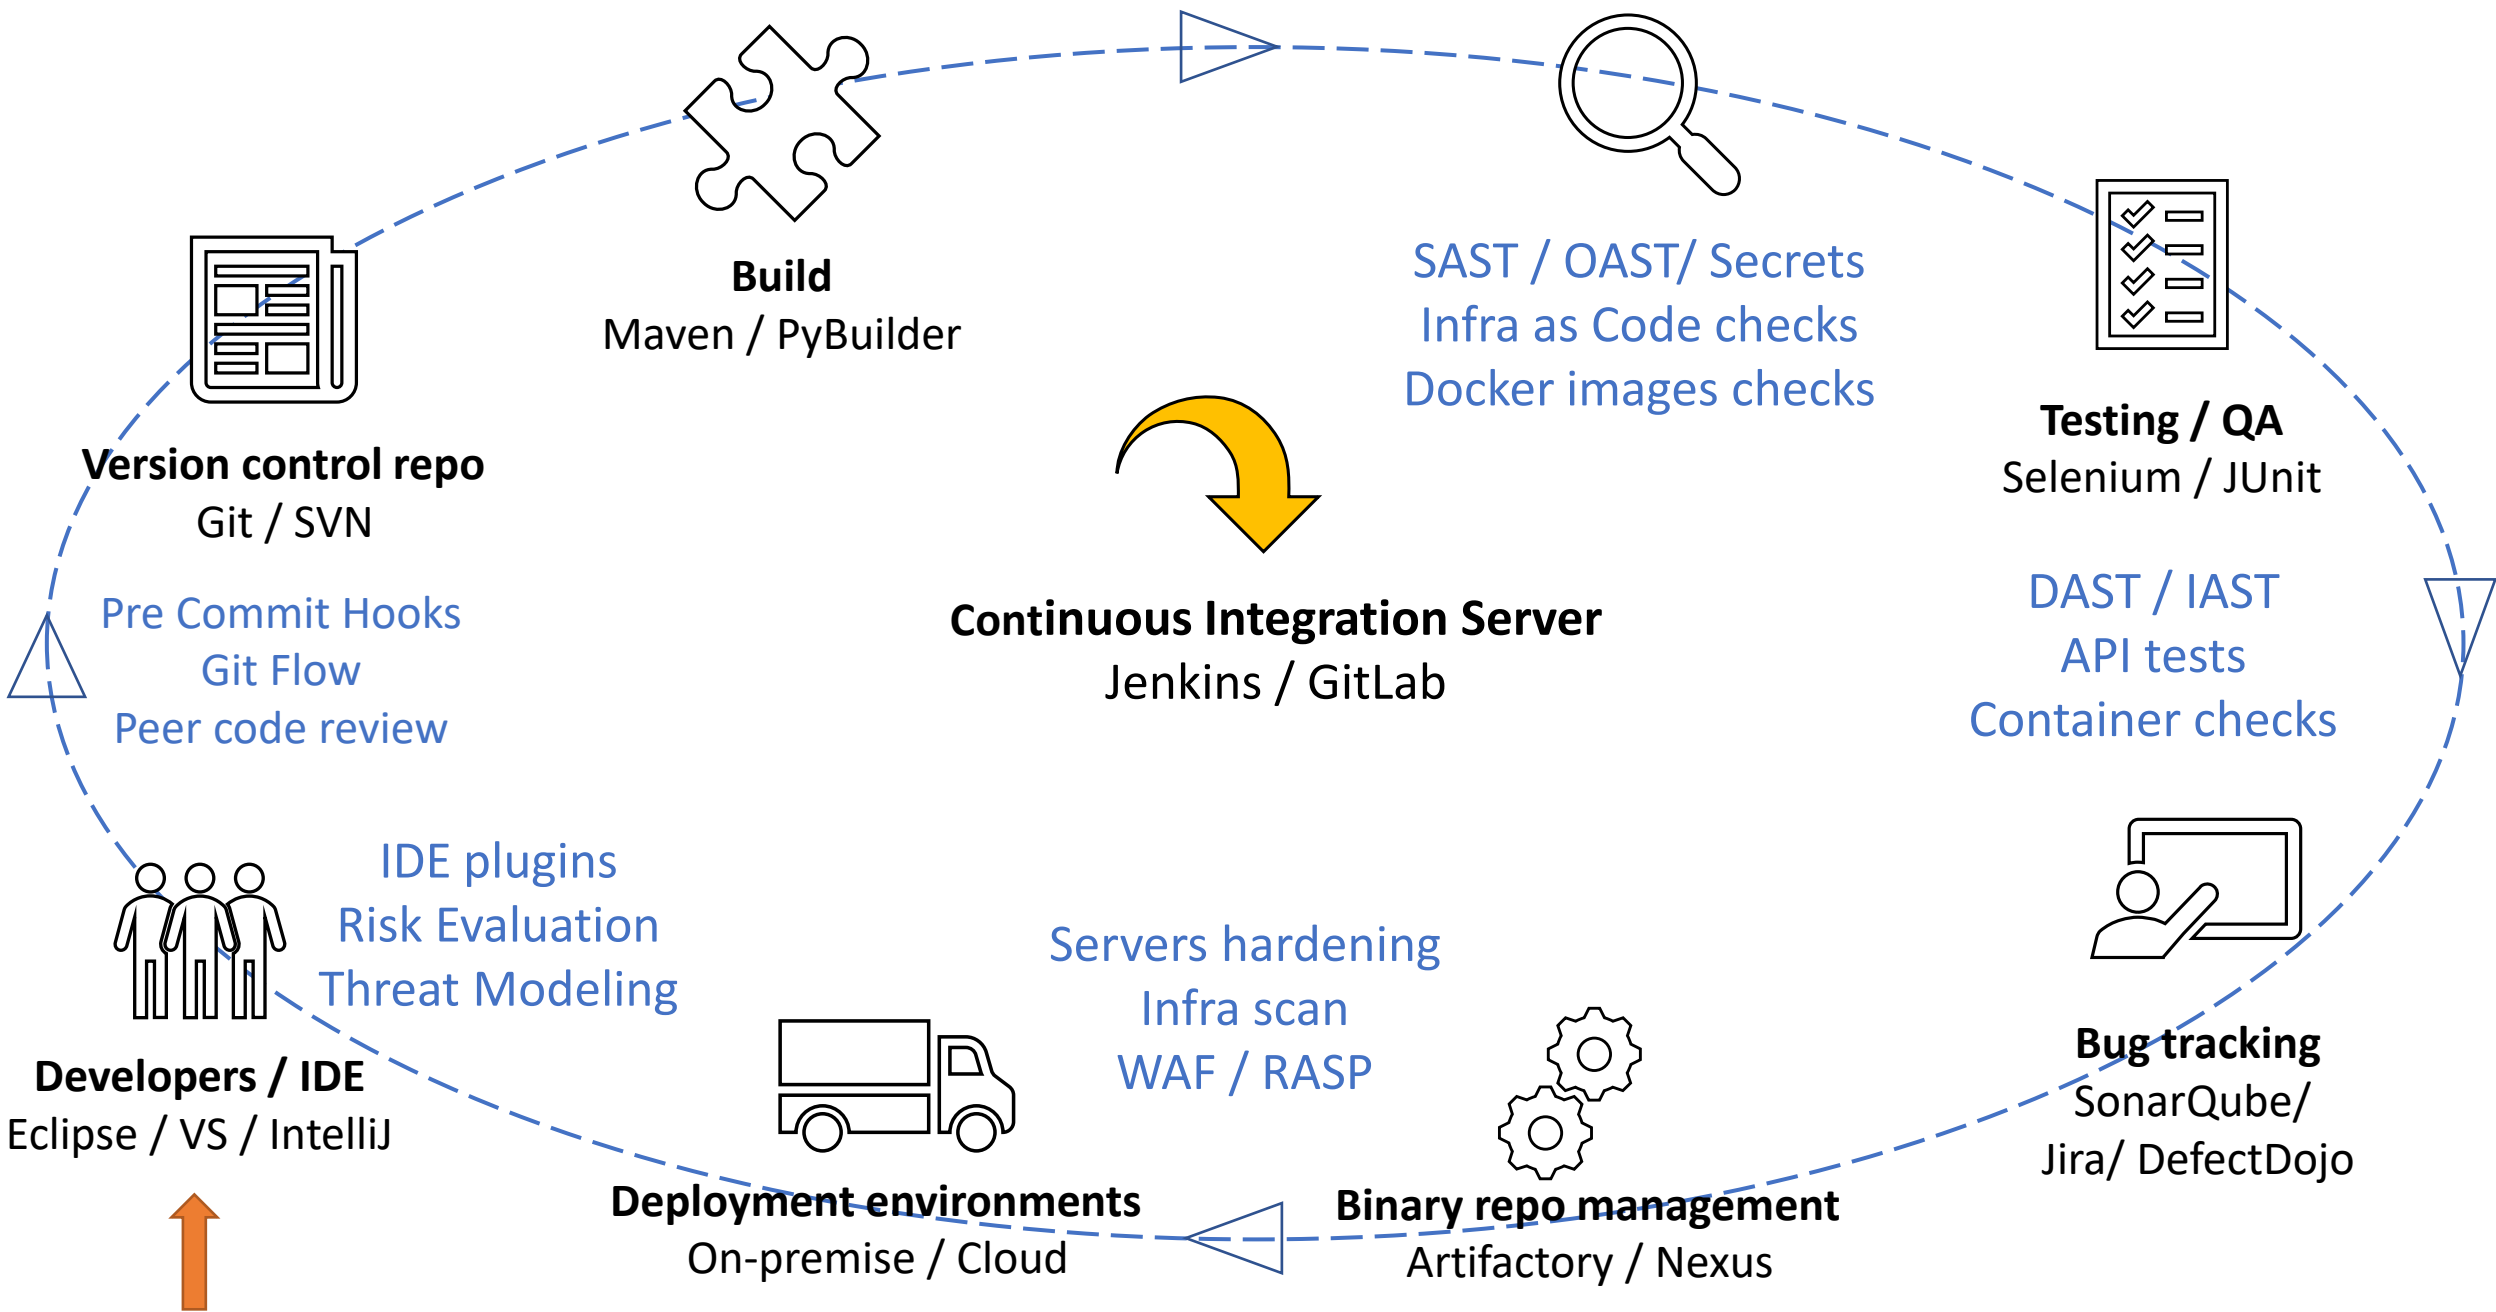 Build
Maven / PyBuilder
SAST / OAST/ Secrets
Infra as Code checks
Docker images checks
Testing / QA
Selenium / JUnit
Version control repo
Git / SVN
Pre Commit Hooks
Git Flow
Peer code review
Continuous Integration Server
Jenkins / GitLab
DAST / IAST
API tests
Container checks
IDE plugins
Risk Evaluation
Threat Modeling
Developers / IDE
Eclipse / VS / IntelliJ
Servers hardening
Infra scan
WAF / RASP
Deployment environments
On-premise / Cloud
Binary repo management
Artifactory / Nexus
Bug tracking
SonarQube/
Jira/ DefectDojo